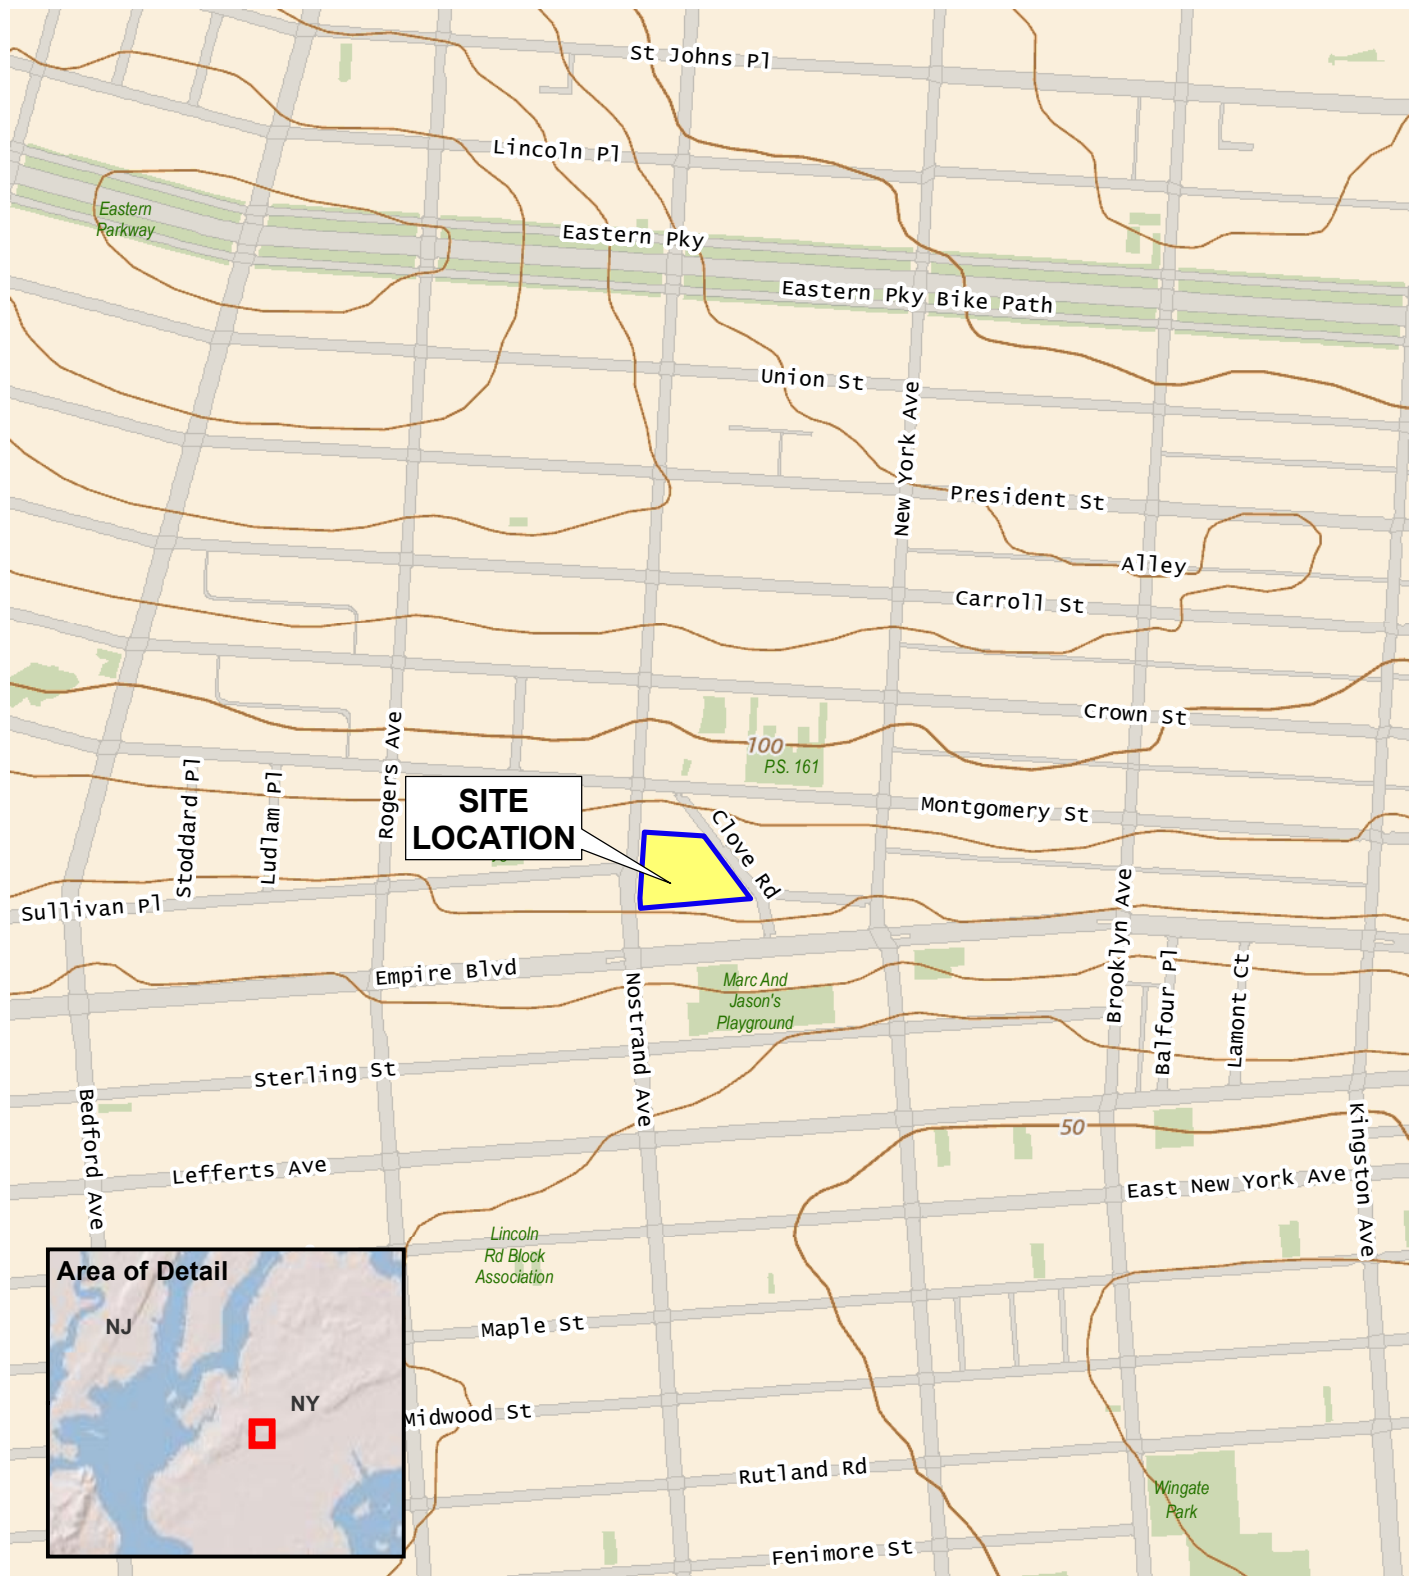 St Johns Pl
Lincoln Pl
Eastern
Parkway
Eastern Pky
Eastern Pky Bike Path
Union St
New York Ave
President St
Alley
Carroll St
Crown St
Rogers Ave
100
P.S. 161
Stoddard Pl
Ludlam Pl
SITE
LOCATION
Clove Rd
Montgomery St
Sullivan Pl
Brooklyn Ave
Empire Blvd
Nostrand Ave
Marc And
Jason's
Playground
Balfour Pl
Lamont Ct
Sterling St
Bedford Ave
50
Kingston Ave
Lefferts Ave
East New York Ave
Lincoln
Rd Block
Association
Area of Detail
NJ
NY
Maple St
Midwood St
Rutland Rd
Wingate
Park
Fenimore St